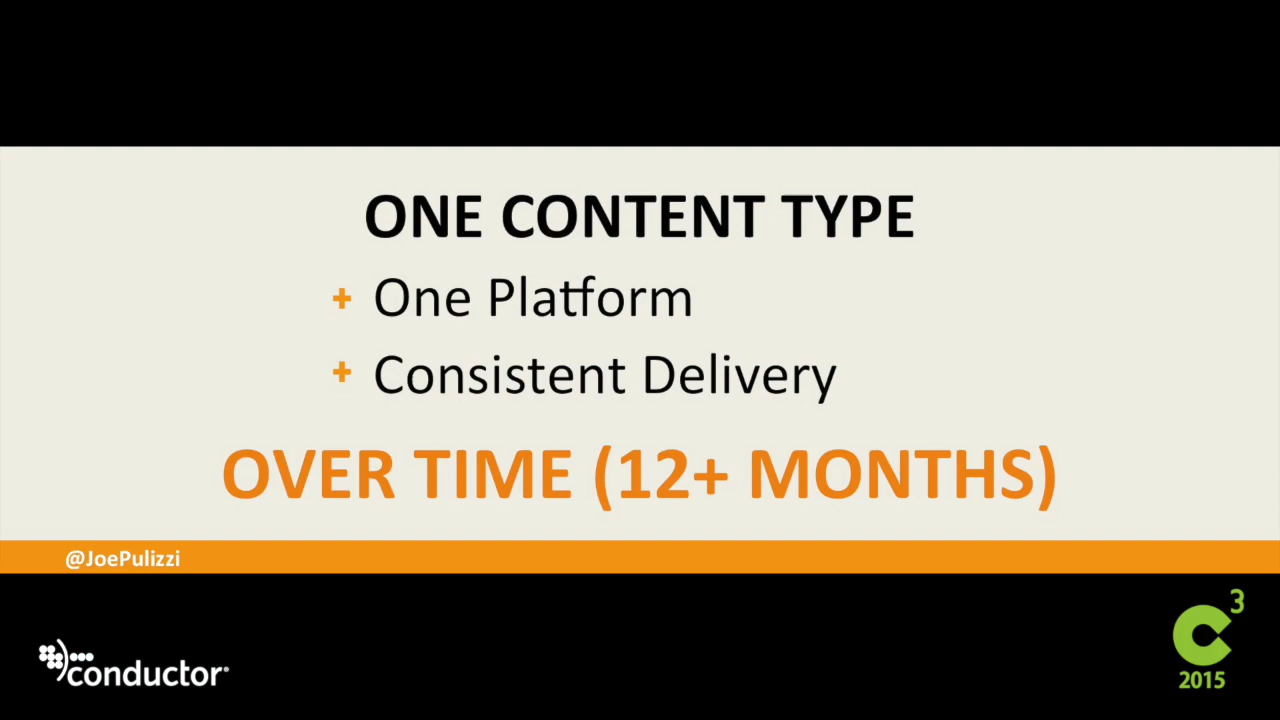 ONE CONTENT TYPE
+ One Platform
+ Consistent Delivery
OVER TIME (12+ MONTHS)
@JoePulizzi
conductor®
C3
2015